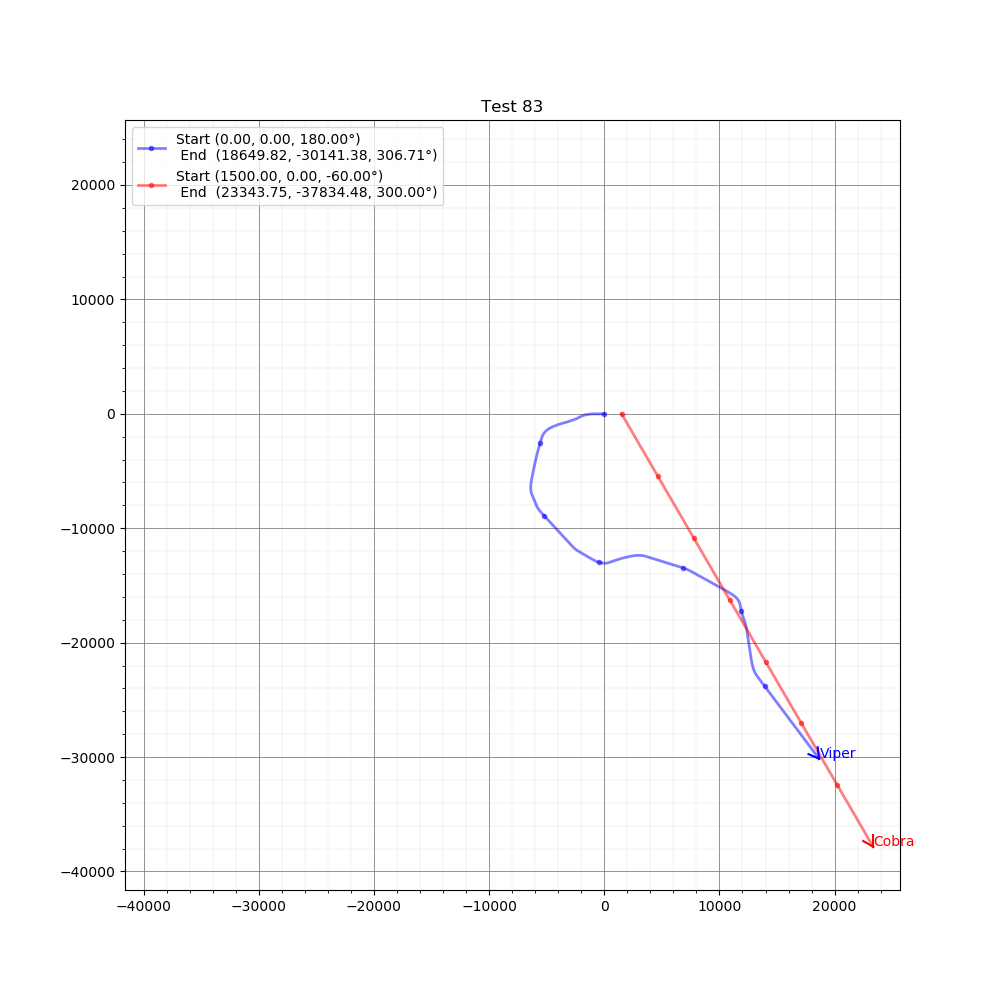 Test 83
Start (0.00, 0.00, 180.00°)
End  (18649.82, -30141.38, 306.71°)
Start (1500.00, 0.00, -60.00°)
End  (23343.75, -37834.48, 300.00°)
20000
10000
0
−10000
−20000
−30000
−40000
Viper
Cobra
−40000 −30000 −20000 −10000 0 10000 20000